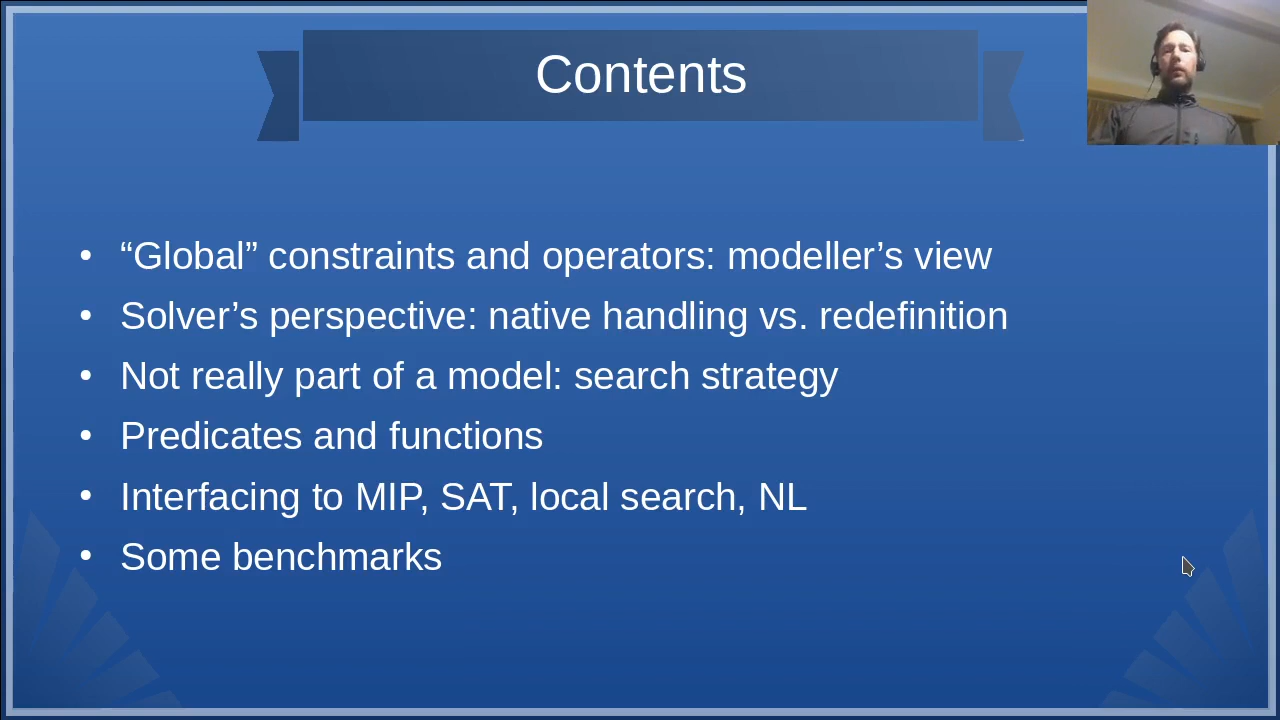 Contents
• “Global” constraints and operators: modeller’s view
• Solver’s perspective: native handling vs. redefinition
• Not really part of a model: search strategy
• Predicates and functions
• Interfacing to MIP, SAT, local search, NL
• Some benchmarks